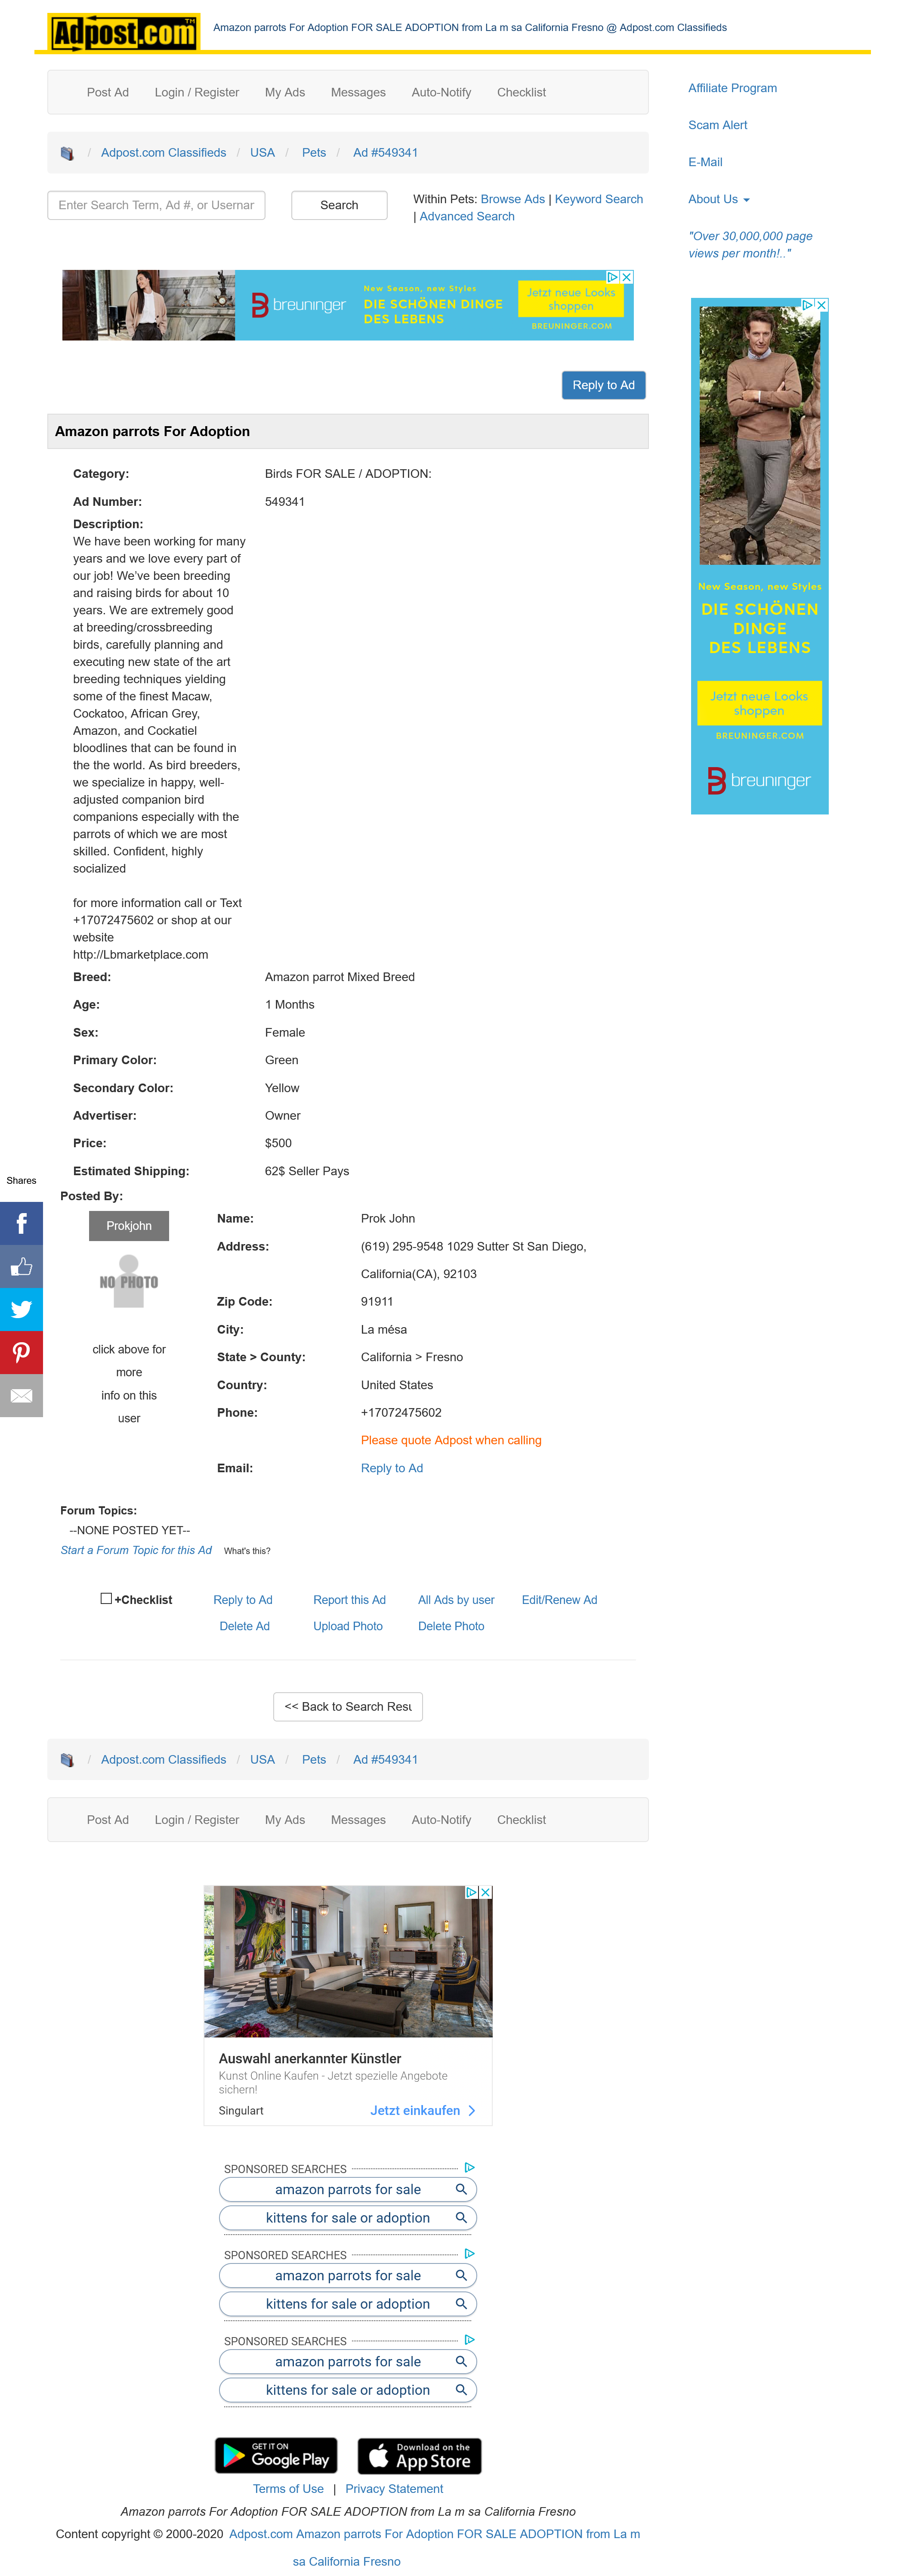 Adpost.com TM
Amazon parrots For Adoption FOR SALE ADOPTION from La m sa California Fresno @ Adpost.com Classifieds
Post Ad Login / Register My Ads Messages Auto-Notify Checklist
Affiliate Program
Scam Alert
E-Mail
About Us
"Over 30,000,000 page
views per month!.."
/ Adpost.com Classifieds / USA / Pets / Ad #549341
Enter Search Term, Ad #, or Usernar
Search
Within Pets: Browse Ads | Keyword Search
| Advanced Search
breuninger
New Season, new Styles
DIE SCHÖNEN DINGE
DES LEBENS
Jetzt neue Looks
shoppen
BREUNINGER.COM
New Season, new Styles
DIE SCHÖNEN
DINGE
DES LEBENS
Jetzt neue Looks
shoppen
BREUNINGER.COM
breuninger
Reply to Ad
Amazon parrots For Adoption
Category: Birds FOR SALE / ADOPTION:
Ad Number: 549341
Description:
We have been working for many
years and we love every part of
our job! We've been breeding
and raising birds for about 10
years. We are extremely good
at breeding/crossbreeding
birds, carefully planning and
executing new state of the art
breeding techniques yielding
some of the finest Macaw,
Cockatoo, African Grey,
Amazon, and Cockatiel
bloodlines that can be found in
the the world. As bird breeders,
we specialize in happy, well-
adjusted companion bird
companions especially with the
parrots of which we are most
skilled. Confident, highly
socialized
for more information call or Text
+17072475602 or shop at our
website
http://Lbmarketplace.com
Breed: Amazon parrot Mixed Breed
Age: 1 Months
Sex: Female
Primary Color: Green
Secondary Color: Yellow
Advertiser: Owner
Price: $500
Estimated Shipping: 62$ Seller Pays
Shares
Posted By:
Prokjohn
NO PHOTO
click above for
more
info on this
user
Name: Prok John
Address: (619) 295-9548 1029 Sutter St San Diego,
California(CA), 92103
Zip Code: 91911
City: La mésa
State > County: California > Fresno
Country: United States
Phone: +17072475602
Please quote Adpost when calling
Email: Reply to Ad
Forum Topics:
--NONE POSTED YET--
Start a Forum Topic for this Ad What's this?
+Checklist Reply to Ad Report this Ad All Ads by user Edit/Renew Ad
Delete Ad Upload Photo Delete Photo
<< Back to Search Resu
/ Adpost.com Classifieds / USA / Pets / Ad #549341
Post Ad Login / Register My Ads Messages Auto-Notify Checklist
Auswahl anerkannter Künstler
Kunst Online Kaufen - Jetzt spezielle Angebote
sichern!
Singulart Jetzt einkaufen
SPONSORED SEARCHES
amazon parrots for sale
kittens for sale or adoption
SPONSORED SEARCHES
amazon parrots for sale
kittens for sale or adoption
SPONSORED SEARCHES
amazon parrots for sale
kittens for sale or adoption
GET IT ON
Google Play
Download on the
App Store
Terms of Use | Privacy Statement
Amazon parrots For Adoption FOR SALE ADOPTION from La m sa California Fresno
Content copyright © 2000-2020 Adpost.com Amazon parrots For Adoption FOR SALE ADOPTION from La m
sa California Fresno